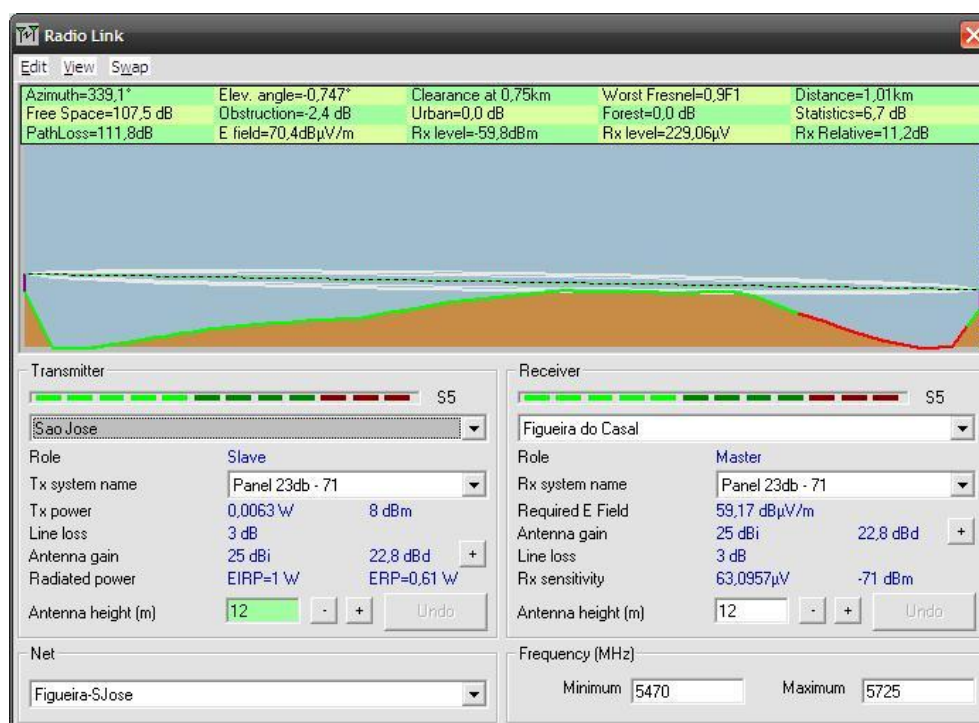 Radio Link
Edit View Swap
Azimuth=339,1° Elev. angle=-0,747° Clearance at 0,75km Worst Fresnel=0,9F1 Distance=1,01km
Free Space=107,5 dB Obstruction=-2,4 dB Urban=0,0 dB Forest=0,0 dB Statistics=6,7 dB
PathLoss=111,8dB E field=70,4dBµV/m Rx level=-59,8dBm Rx level=229,06µV Rx Relative=11,2dB
Transmitter
S5
Sao Jose
Role Slave
Tx system name Panel 23db - 71
Tx power 0,0063 W 8 dBm
Line loss 3 dB
Antenna gain 25 dBi 22,8 dBd +
Radiated power EIRP=1 W ERP=0,61 W
Antenna height (m) 12 - + Undo
Net
Figueira-SJose
Receiver
S5
Figueira do Casal
Role Master
Rx system name Panel 23db - 71
Required E Field 59,17 dBµV/m
Antenna gain 25 dBi 22,8 dBd +
Line loss 3 dB
Rx sensitivity 63,0957µV -71 dBm
Antenna height (m) 12 - + Undo
Frequency (MHz)
Minimum 5470 Maximum 5725